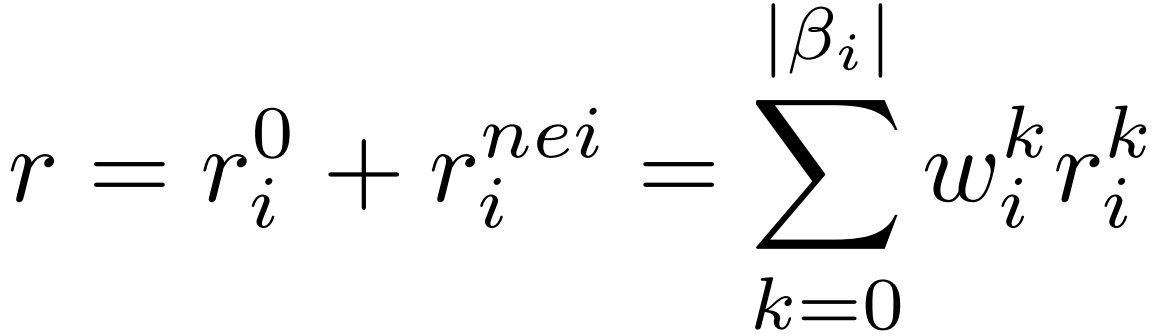 r = r_i^0 + r_i^{nei} = \sum_{k=0}^{|\beta_i|} w_i^k r_i^k